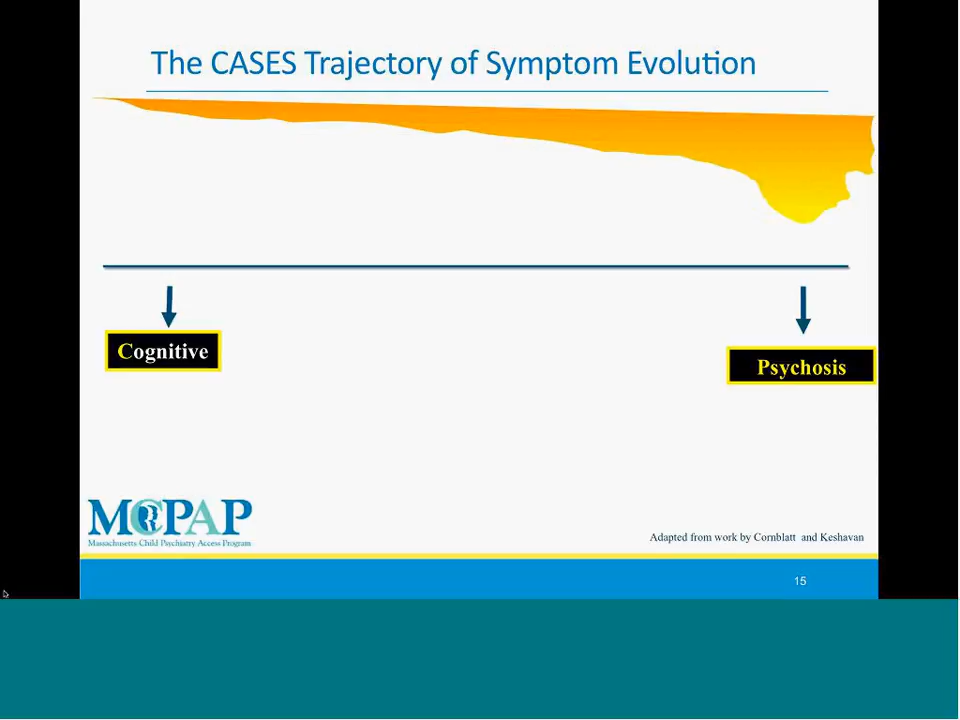 The CASES Trajectory of Symptom Evolution
Cognitive
Psychosis
MCPAP
Massachusetts Child Psychiatry Access Program
Adapted from work by Cornblatt and Keshavan
15